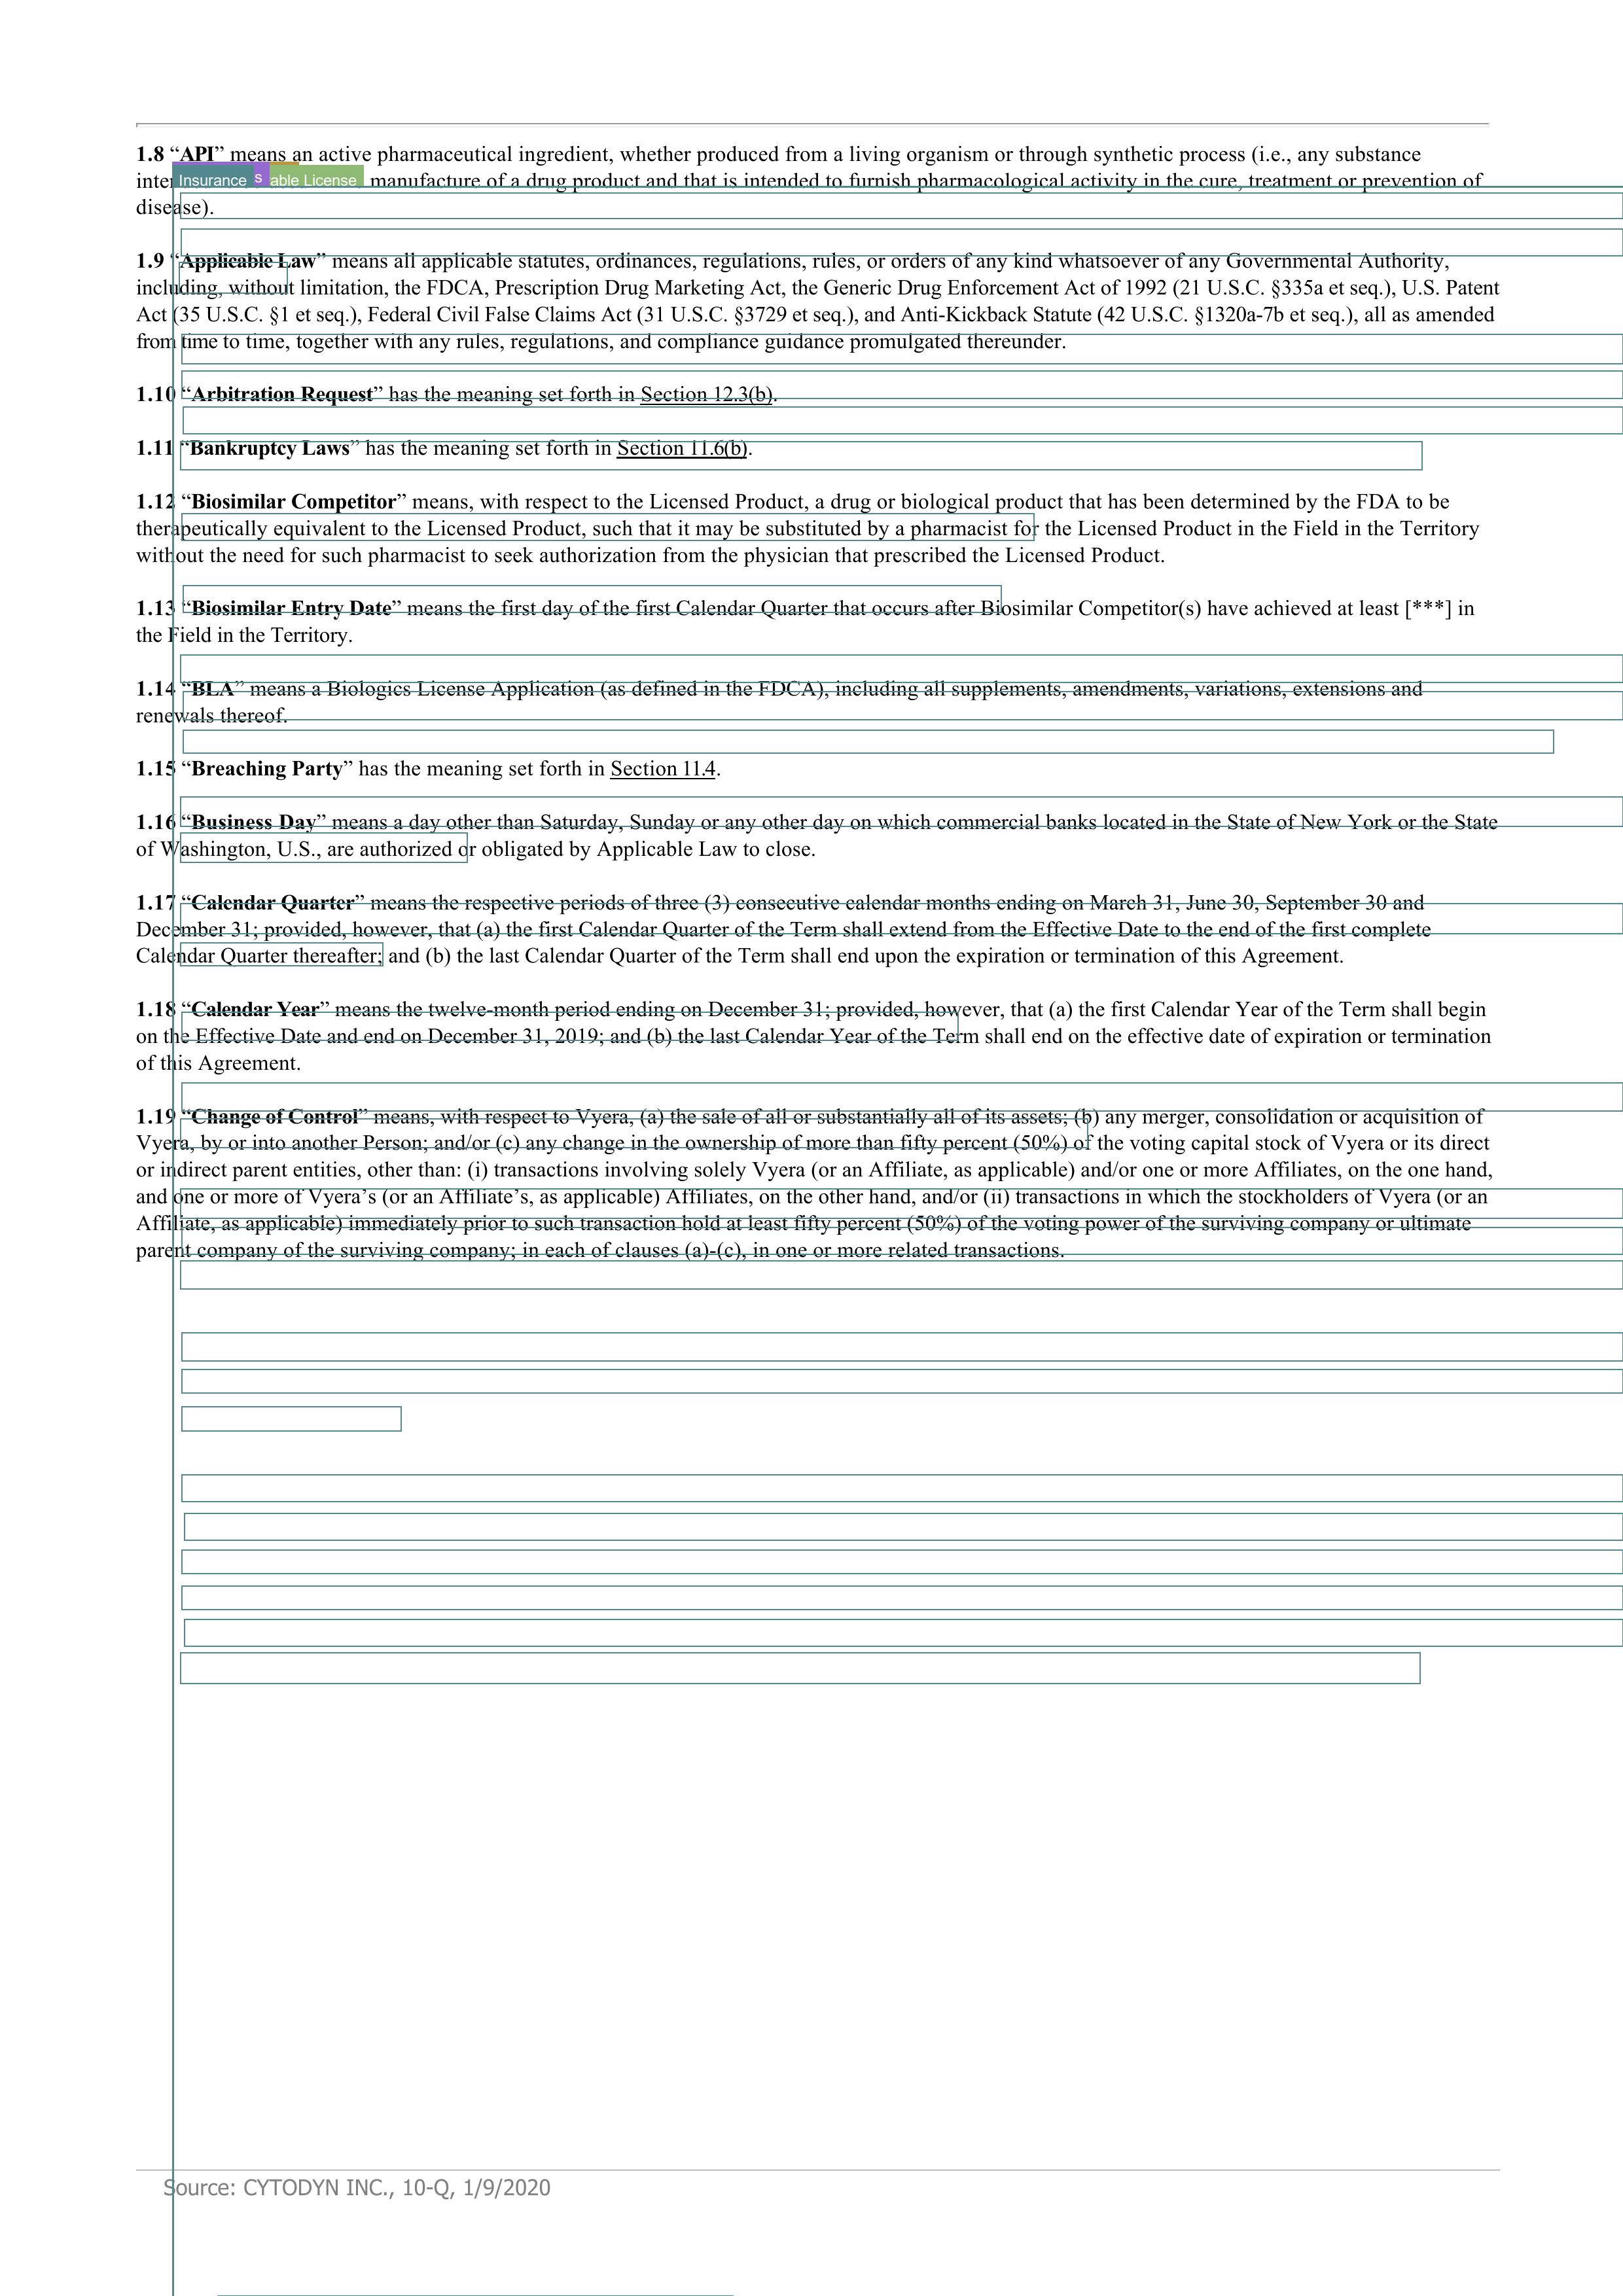 1.8 “API” means an active pharmaceutical ingredient, whether produced from a living organism or through synthetic process (i.e., any substance
Insurance s able License manufacture of a drug product and that is intended to furnish pharmacological activity in the cure, treatment or prevention of
disease).
1.9 “Applicable Law” means all applicable statutes, ordinances, regulations, rules, or orders of any kind whatsoever of any Governmental Authority,
including, without limitation, the FDCA, Prescription Drug Marketing Act, the Generic Drug Enforcement Act of 1992 (21 U.S.C. §335a et seq.), U.S. Patent
Act (35 U.S.C. §1 et seq.), Federal Civil False Claims Act (31 U.S.C. §3729 et seq.), and Anti-Kickback Statute (42 U.S.C. §1320a-7b et seq.), all as amended
from time to time, together with any rules, regulations, and compliance guidance promulgated thereunder.
1.10 “Arbitration Request” has the meaning set forth in Section 12.3(b).
1.11 “Bankruptcy Laws” has the meaning set forth in Section 11.6(b).
1.12 “Biosimilar Competitor” means, with respect to the Licensed Product, a drug or biological product that has been determined by the FDA to be
therapeutically equivalent to the Licensed Product, such that it may be substituted by a pharmacist for the Licensed Product in the Field in the Territory
without the need for such pharmacist to seek authorization from the physician that prescribed the Licensed Product.
1.13 “Biosimilar Entry Date” means the first day of the first Calendar Quarter that occurs after Biosimilar Competitor(s) have achieved at least [***] in
the Field in the Territory.
1.14 “BLA” means a Biologics License Application (as defined in the FDCA), including all supplements, amendments, variations, extensions and
renewals thereof.
1.15 “Breaching Party” has the meaning set forth in Section 11.4.
1.16 “Business Day” means a day other than Saturday, Sunday or any other day on which commercial banks located in the State of New York or the State
of Washington, U.S., are authorized or obligated by Applicable Law to close.
1.17 “Calendar Quarter” means the respective periods of three (3) consecutive calendar months ending on March 31, June 30, September 30 and
December 31; provided, however, that (a) the first Calendar Quarter of the Term shall extend from the Effective Date to the end of the first complete
Calendar Quarter thereafter; and (b) the last Calendar Quarter of the Term shall end upon the expiration or termination of this Agreement.
1.18 “Calendar Year” means the twelve-month period ending on December 31; provided, however, that (a) the first Calendar Year of the Term shall begin
on the Effective Date and end on December 31, 2019; and (b) the last Calendar Year of the Term shall end on the effective date of expiration or termination
of this Agreement.
1.19 “Change of Control” means, with respect to Vyera, (a) the sale of all or substantially all of its assets; (b) any merger, consolidation or acquisition of
Vyera, by or into another Person; and/or (c) any change in the ownership of more than fifty percent (50%) of the voting capital stock of Vyera or its direct
or indirect parent entities, other than: (i) transactions involving solely Vyera (or an Affiliate, as applicable) and/or one or more Affiliates, on the one hand,
and one or more of Vyera’s (or an Affiliate’s, as applicable) Affiliates, on the other hand, and/or (ii) transactions in which the stockholders of Vyera (or an
Affiliate, as applicable) immediately prior to such transaction hold at least fifty percent (50%) of the voting power of the surviving company or ultimate
parent company of the surviving company; in each of clauses (a)-(c), in one or more related transactions.
Source: CYTODYN INC., 10-Q, 1/9/2020